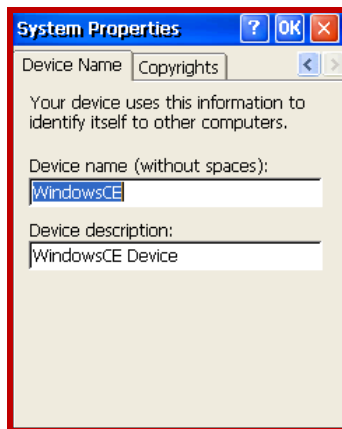 System Properties ? OK ×
Device Name Copyrights < >
Your device uses this information to
identify itself to other computers.
Device name (without spaces):
WindowsCE
Device description:
WindowsCE Device